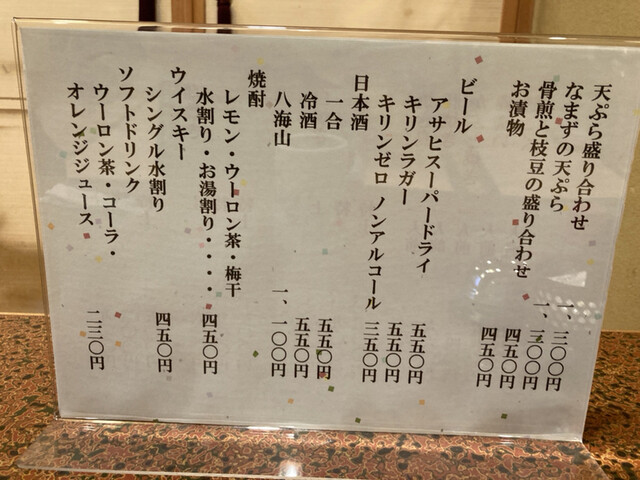 天ぷら盛り合わせ 一、三〇〇円
なまずの天ぷら 一、三〇〇円
骨煎と枝豆の盛り合わせ 四五〇円
お漬物 四五〇円
ビール
アサヒスーパードライ 五五〇円
キリンラガー 五五〇円
キリンゼロ ノンアルコール 三五〇円
日本酒
一合 五五〇円
冷酒 五五〇円
八海山 一、一〇〇円
焼酎
レモン・ウーロン茶・梅干
水割り・お湯割り・・・・ 四五〇円
ウイスキー
シングル水割り 四五〇円
ソフトドリンク
ウーロン茶・コーラ・
オレンジジュース 二三〇円